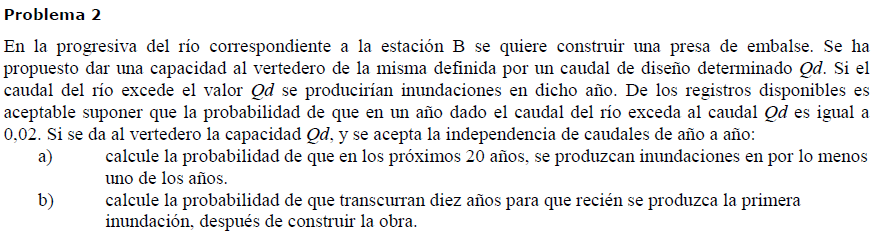 Problema 2
En la progresiva del río correspondiente a la estación B se quiere construir una presa de embalse. Se ha
propuesto dar una capacidad al vertedero de la misma definida por un caudal de diseño determinado Qd. Si el
caudal del río excede el valor Qd se producirían inundaciones en dicho año. De los registros disponibles es
aceptable suponer que la probabilidad de que en un año dado el caudal del río exceda al caudal Qd es igual a
0,02. Si se da al vertedero la capacidad Qd, y se acepta la independencia de caudales de año a año:
a) calcule la probabilidad de que en los próximos 20 años, se produzcan inundaciones en por lo menos
uno de los años.
b) calcule la probabilidad de que transcurran diez años para que recién se produzca la primera
inundación, después de construir la obra.